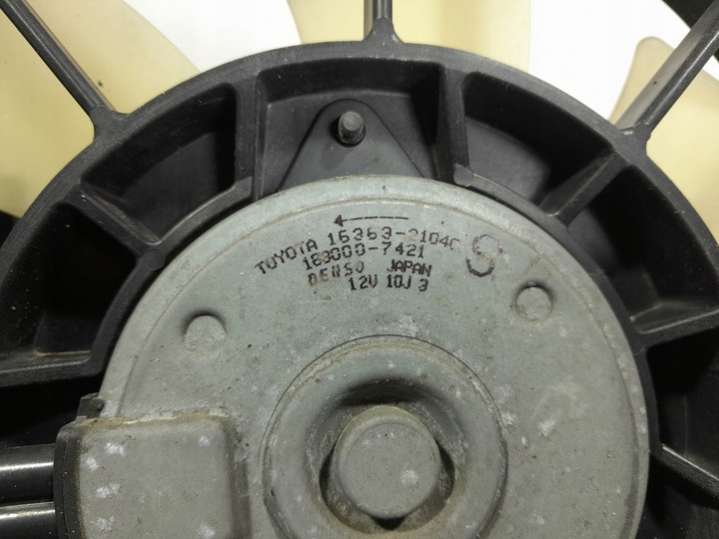 TOYOTA 16363-21040
168000-7421
DENSO JAPAN
12V 10J 3
S